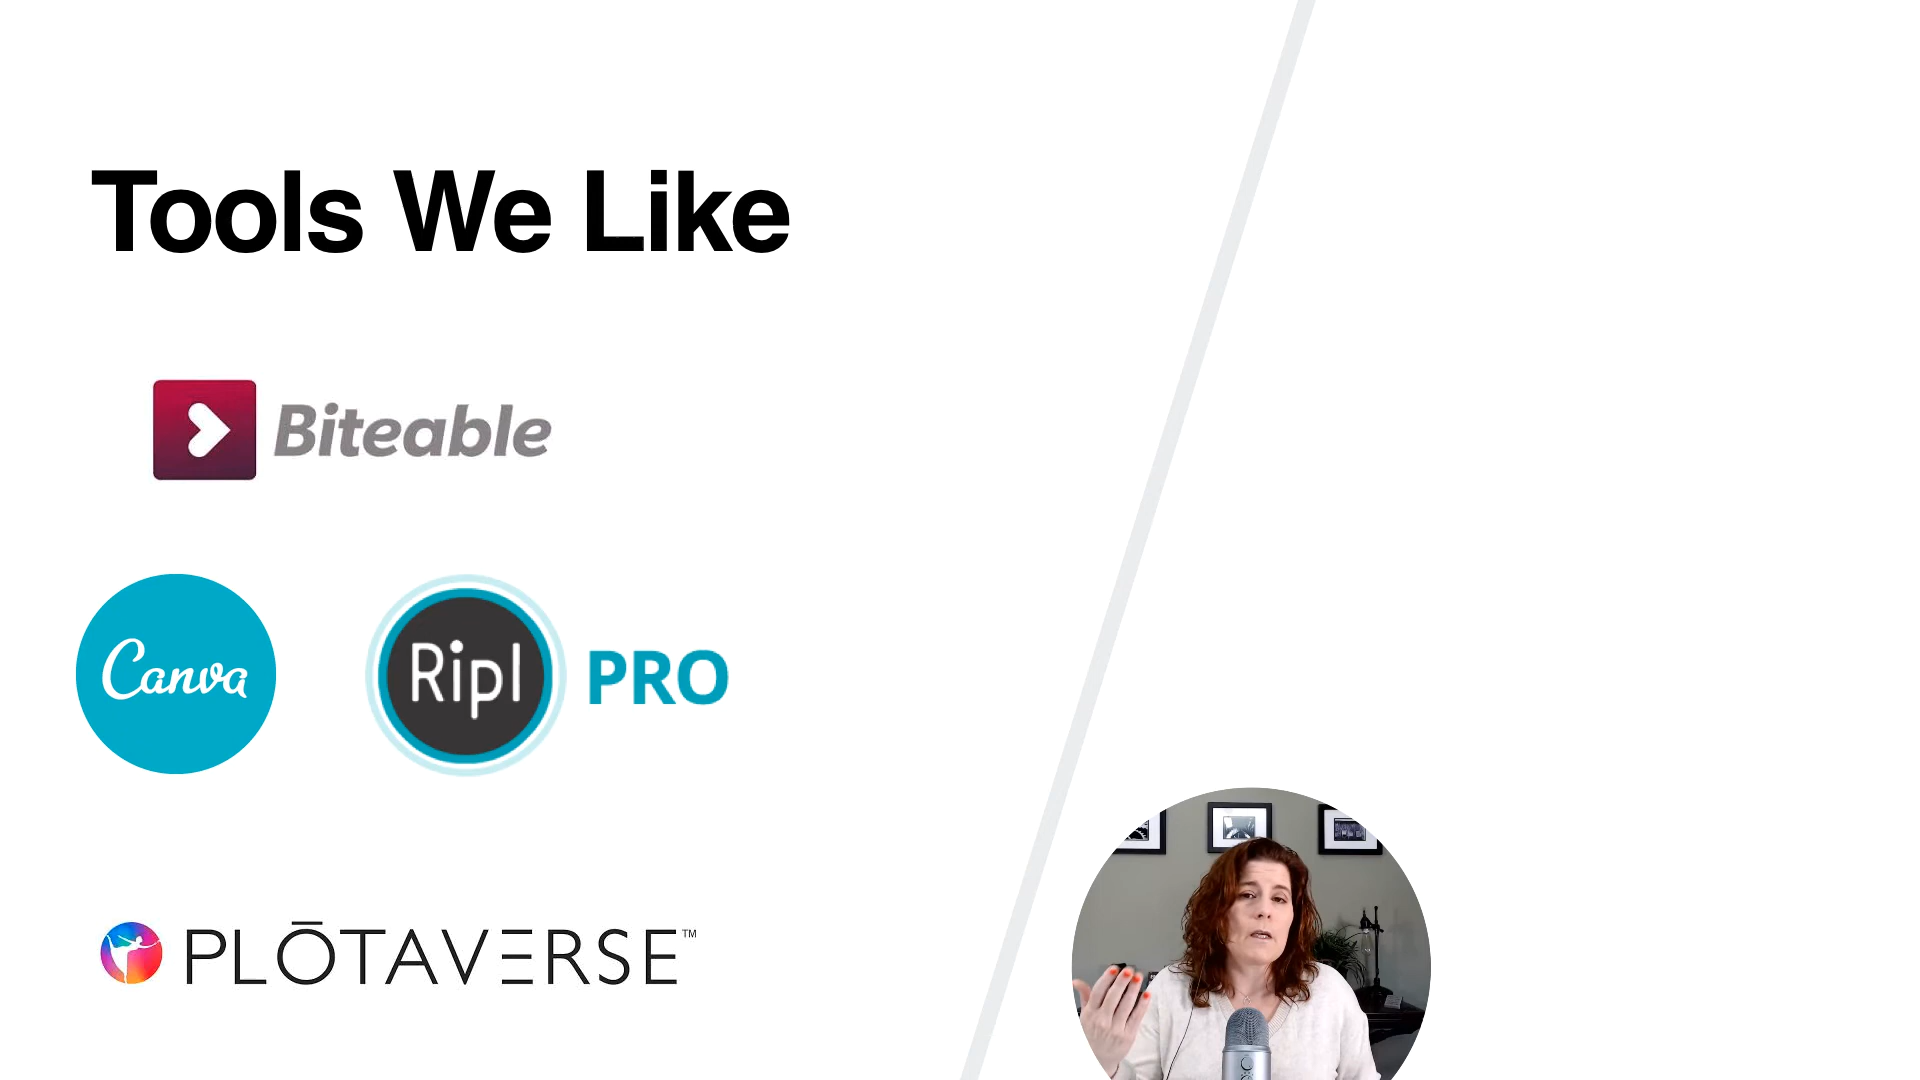 Tools We Like
Biteable
Canva
Ripl PRO
PLŌTAVERSE™